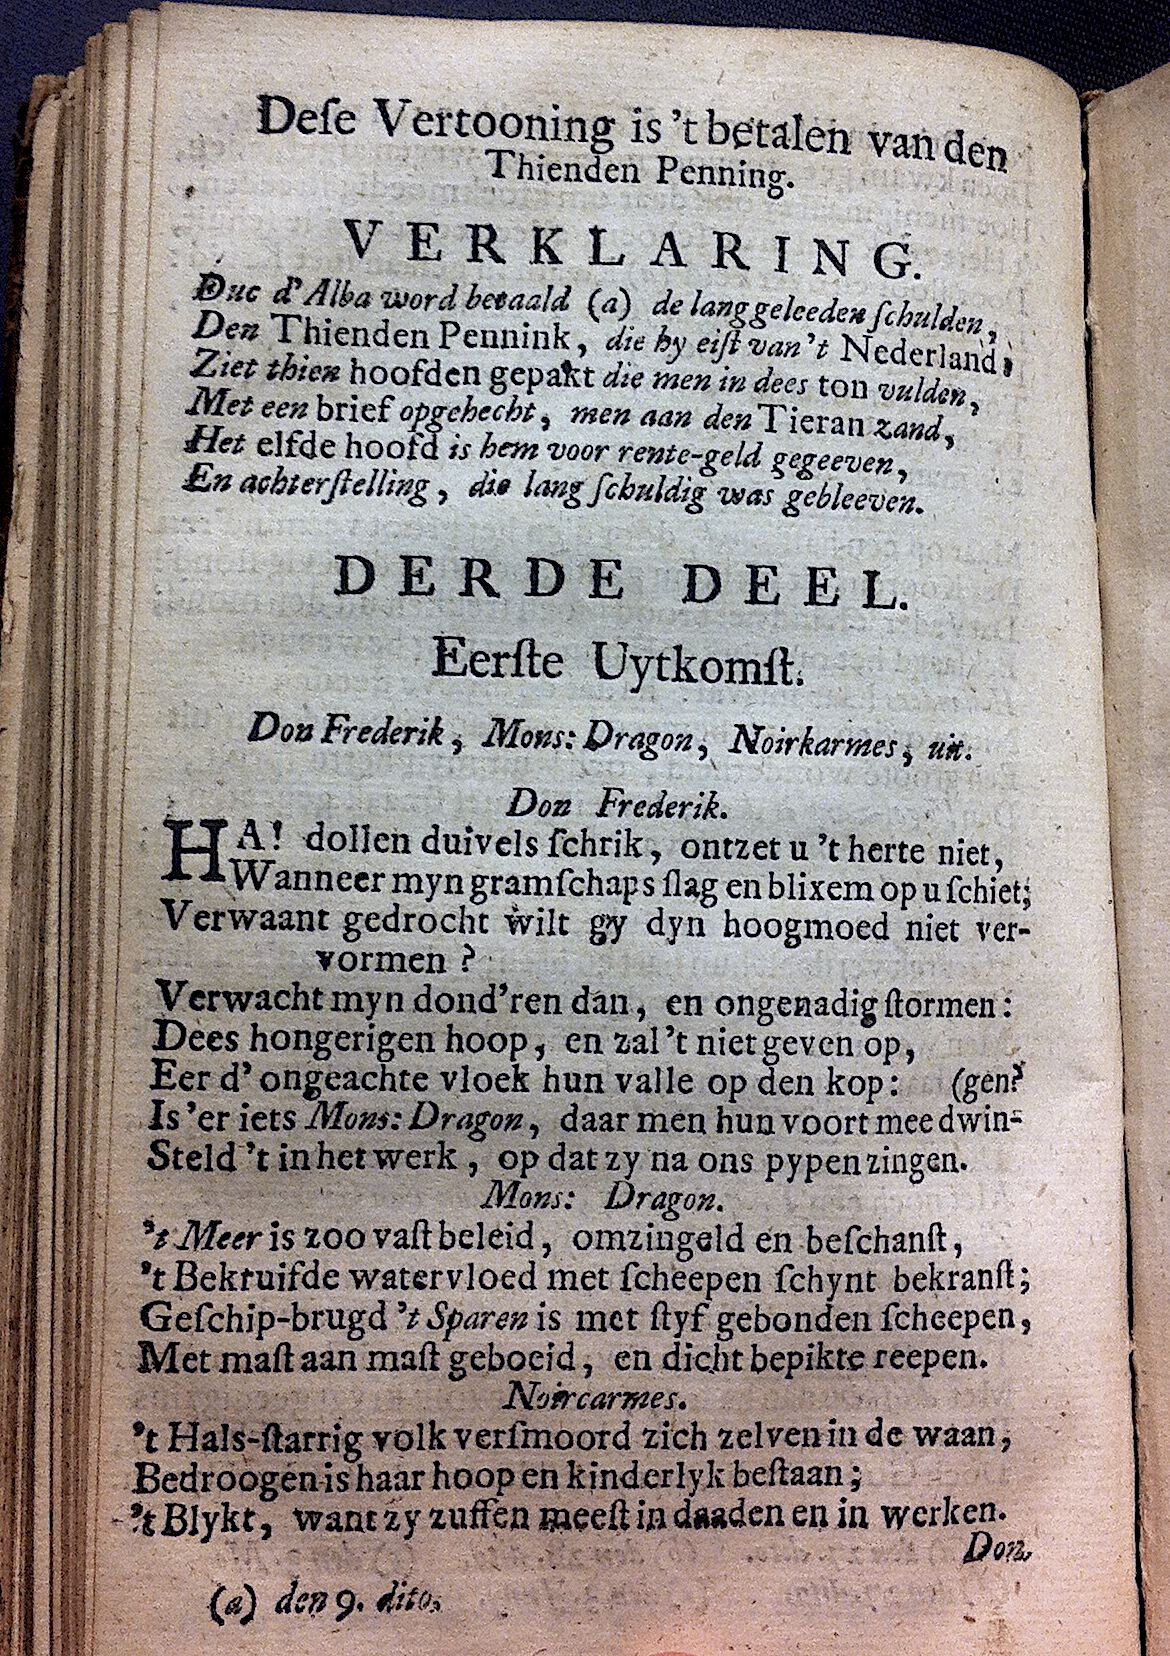 Deſe Vertooning is 't betalen van den
Thienden Penning.
VERKLARING.
Duc d'Alba word betaald (a) de lang geleeden ſchulden,
Den Thienden Pennink, die hy eiſt van 't Nederland,
Ziet thien hoofden gepakt die men in dees ton vulden,
Met een brief opgehecht, men aan den Tieran zand,
Het elfde hoofd is hem voor rente-geld gegeeven,
En achterſtelling, die lang ſchuldig was gebleeven.
DERDE DEEL.
Eerſte Uytkomſt.
Don Frederik, Mons: Dragon, Noirkarmes, uit.
Don Frederik.
HA! dollen duivels ſchrik, ontzet u 't herte niet,
Wanneer myn gramſchaps ſlag en blixem op u ſchiet;
Verwaant gedrocht wilt gy dyn hoogmoed niet ver-
vormen?
Verwacht myn dond'ren dan, en ongenadig ſtormen:
Dees hongerigen hoop, en zal 't niet geven op,
Eer d' ongeachte vloek hun valle op den kop: (gen?
Is 'er iets Mons: Dragon, daar men hun voort mee dwin-
Steld 't in het werk, op dat zy na ons pypen zingen.
Mons: Dragon.
't Meer is zoo vaſt beleid, omzingeld en beſchanſt,
't Bekruifde watervloed met ſcheepen ſchynt bekranſt;
Geſchip-brugd 't Sparen is met ſtyf gebonden ſcheepen,
Met maſt aan maſt geboeid, en dicht bepikte reepen.
Noircarmes.
't Hals-ſtarrig volk verſmoord zich zelven in de waan,
Bedroogen is haar hoop en kinderlyk beſtaan;
't Blykt, want zy zuffen meeſt in daaden en in werken.
Don.
(a) den 9. dito.